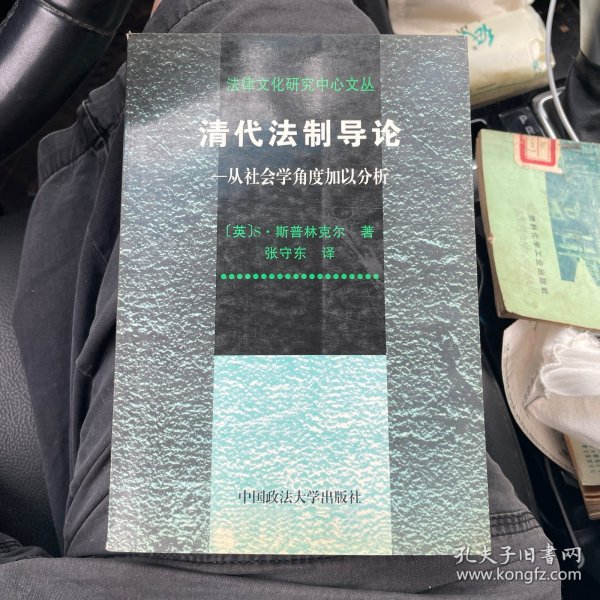 法律文化研究中心文丛
清代法制导论
—从社会学角度加以分析
〔英〕S·斯普林克尔 著
张守东 译
中国政法大学出版社
孔夫子旧书网
www.kongfz.com